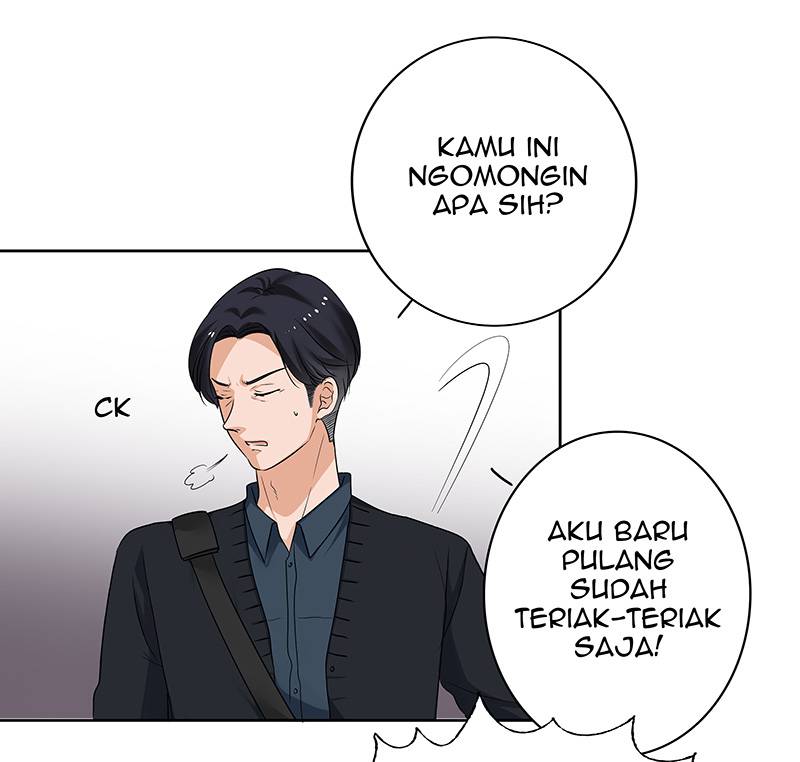 KAMU INI
NGOMONGIN
APA SIH?
CK
AKU BARU
PULANG
SUDAH
TERIAK-TERIAK
SAJA!